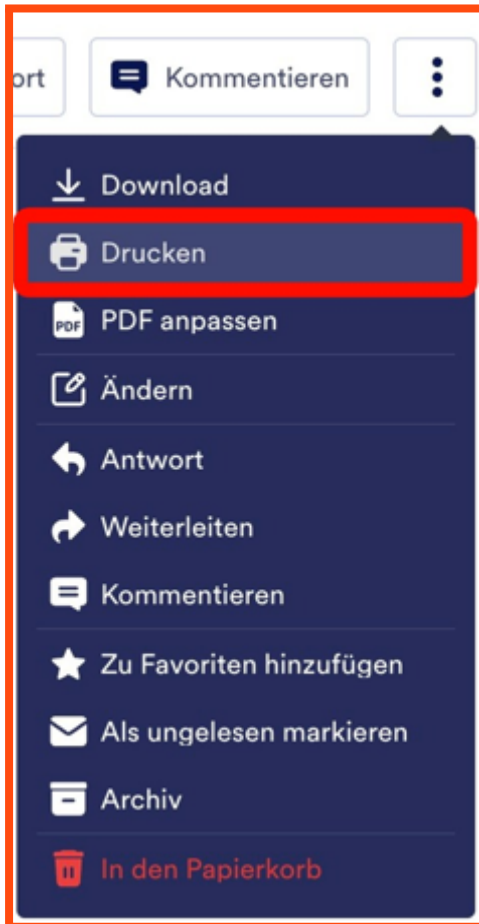 ort
Kommentieren
Download
Drucken
PDF PDF anpassen
Ändern
Antwort
Weiterleiten
Kommentieren
Zu Favoriten hinzufügen
Als ungelesen markieren
Archiv
In den Papierkorb